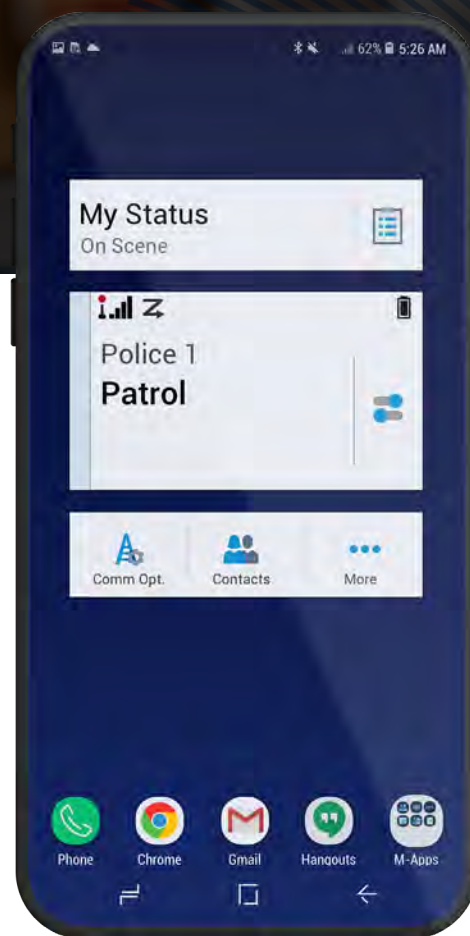 62% 5:26 AM
My Status
On Scene
Police 1
Patrol
Comm Opt.
Contacts
More
Phone
Chrome
Gmail
Hangouts
M-Apps